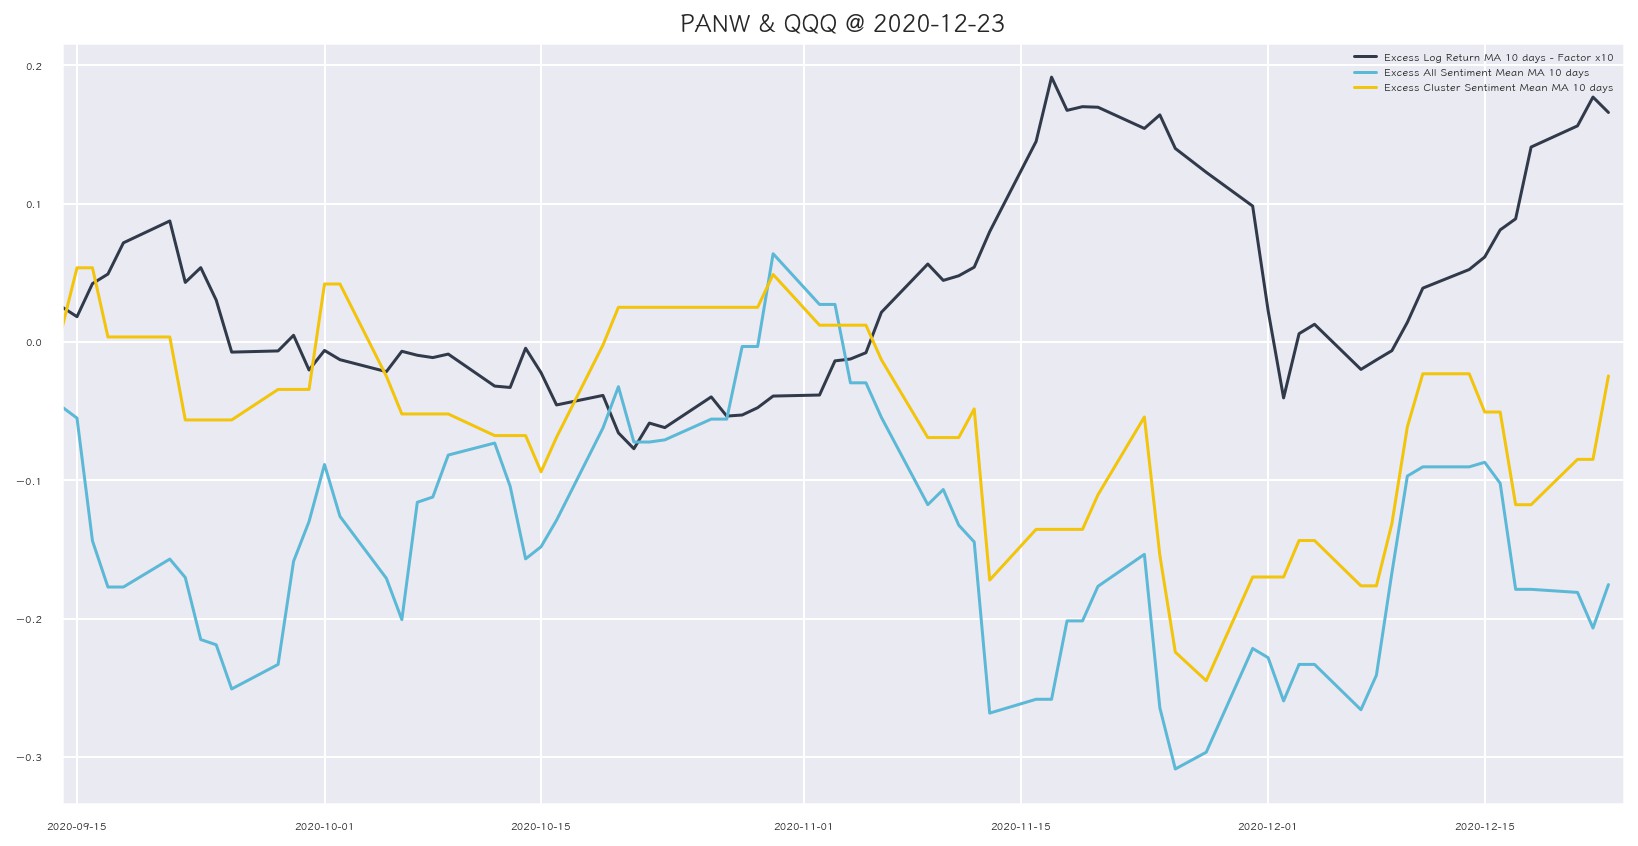 PANW & QQQ @ 2020-12-23
Excess Log Return MA 10 days - Factor x10
Excess All Sentiment Mean MA 10 days
Excess Cluster Sentiment Mean MA 10 days
0.2
0.1
0.0
−0.1
−0.2
−0.3
2020-09-15 2020-10-01 2020-10-15 2020-11-01 2020-11-15 2020-12-01 2020-12-15